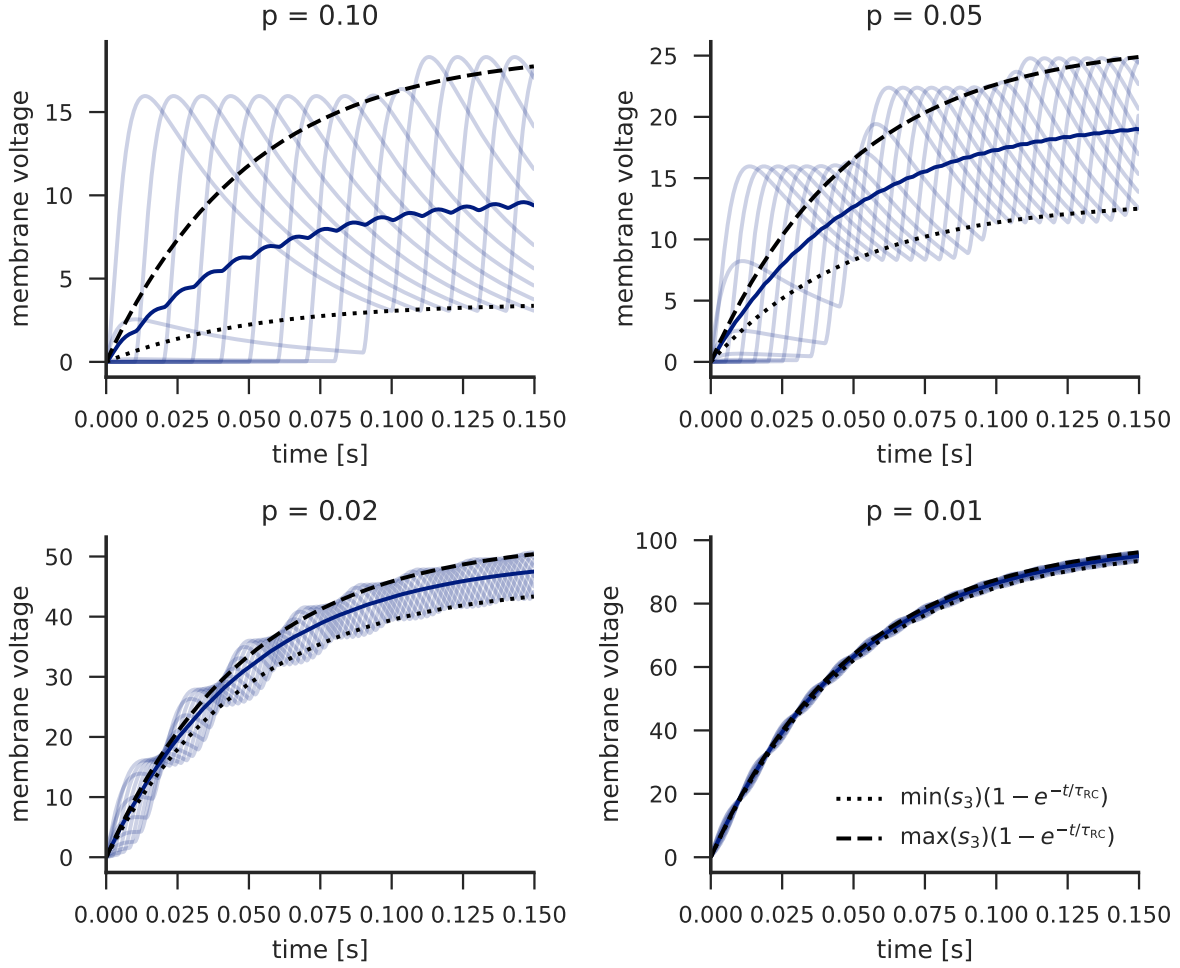 p = 0.10
membrane voltage
15
10
5
0
0.000 0.025 0.050 0.075 0.100 0.125 0.150
time [s]
p = 0.05
membrane voltage
25
20
15
10
5
0
0.000 0.025 0.050 0.075 0.100 0.125 0.150
time [s]
p = 0.02
membrane voltage
50
40
30
20
10
0
0.000 0.025 0.050 0.075 0.100 0.125 0.150
time [s]
p = 0.01
membrane voltage
100
80
60
40
20
0
min(s₃)(1 − e^{−t/τ_RC})
max(s₃)(1 − e^{−t/τ_RC})
0.000 0.025 0.050 0.075 0.100 0.125 0.150
time [s]